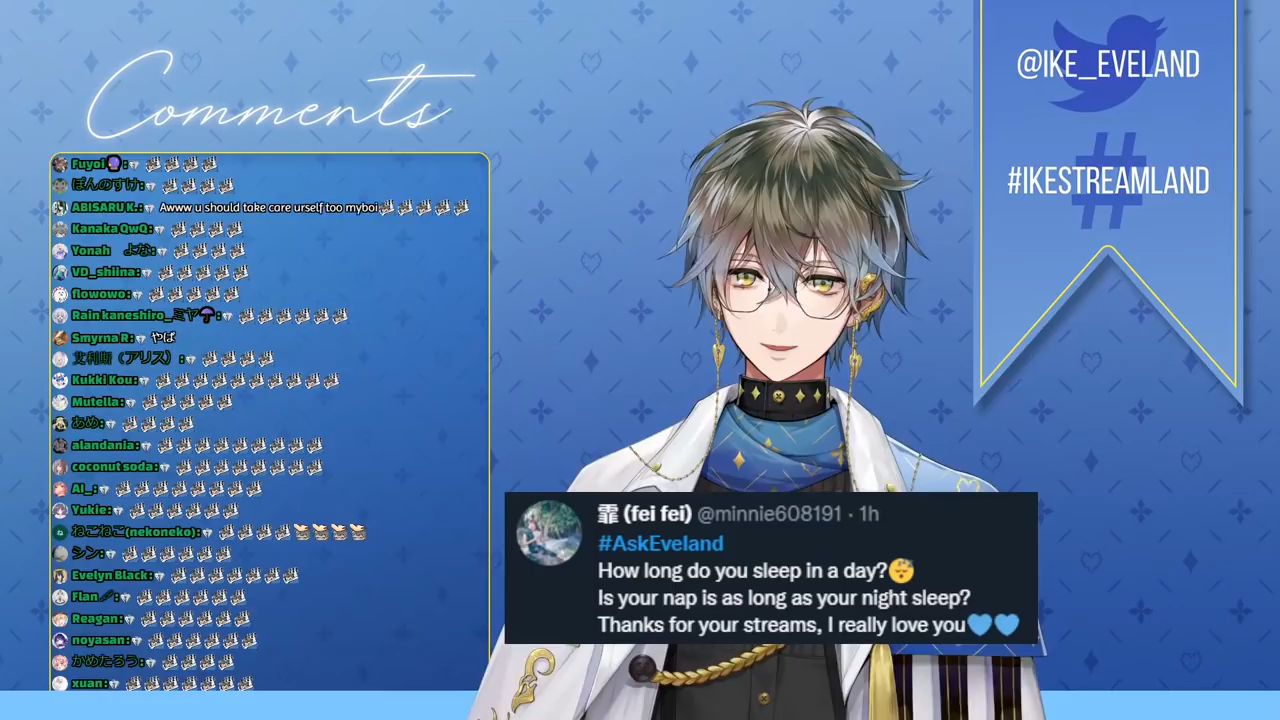 Comments
@IKE_EVELAND
#IKESTREAMLAND
Fuyoi:
ぽんのすけ:
ABISARU K.: Awww u should take care urself too myboi
Kanaka QwQ:
Yonah よな:
VD_shiina:
flowowo:
Rain kaneshiro_ミヤ:
Smyrna R: やば
(アリス):
Kukki Kou:
Mutella:
あめ:
alandania:
coconut soda:
AI_:
Yukie:
ねこねこ(nekoneko):
シン:
Evelyn Black:
Flan:
Reagan:
noyasan:
かめたろう:
xuan:
霏 (fei fei) @minnie608191 · 1h
#AskEveland
How long do you sleep in a day?😴
Is your nap is as long as your night sleep?
Thanks for your streams, I really love you💙💙